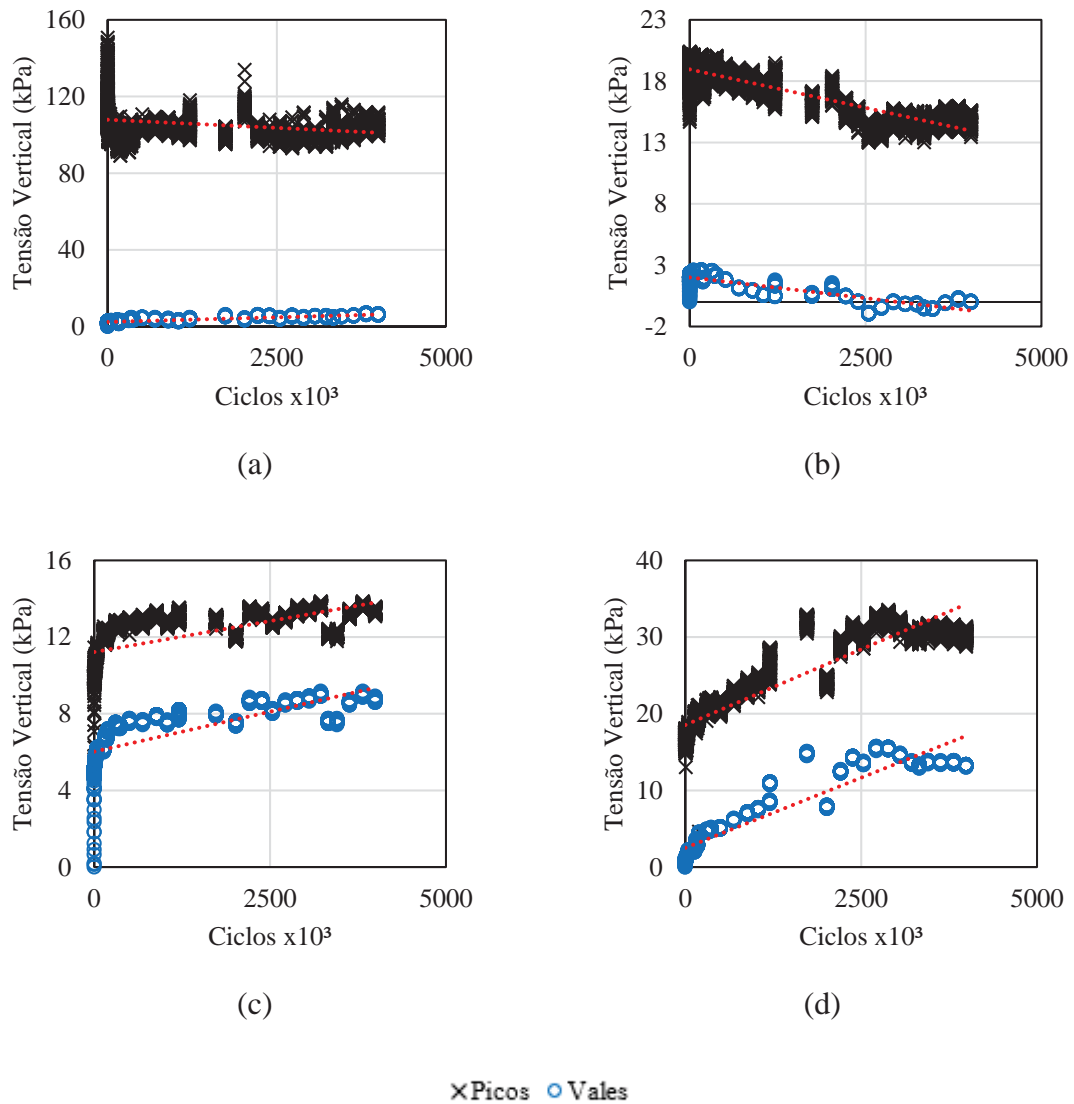 160
120
80
40
0
Tensão Vertical (kPa)
0 2500 5000
Ciclos x10³
(a)
23
18
13
8
3
-2
Tensão Vertical (kPa)
0 2500 5000
Ciclos x10³
(b)
16
12
8
4
0
Tensão Vertical (kPa)
0 2500 5000
Ciclos x10³
(c)
40
30
20
10
0
Tensão Vertical (kPa)
0 2500 5000
Ciclos x10³
(d)
Picos Vales